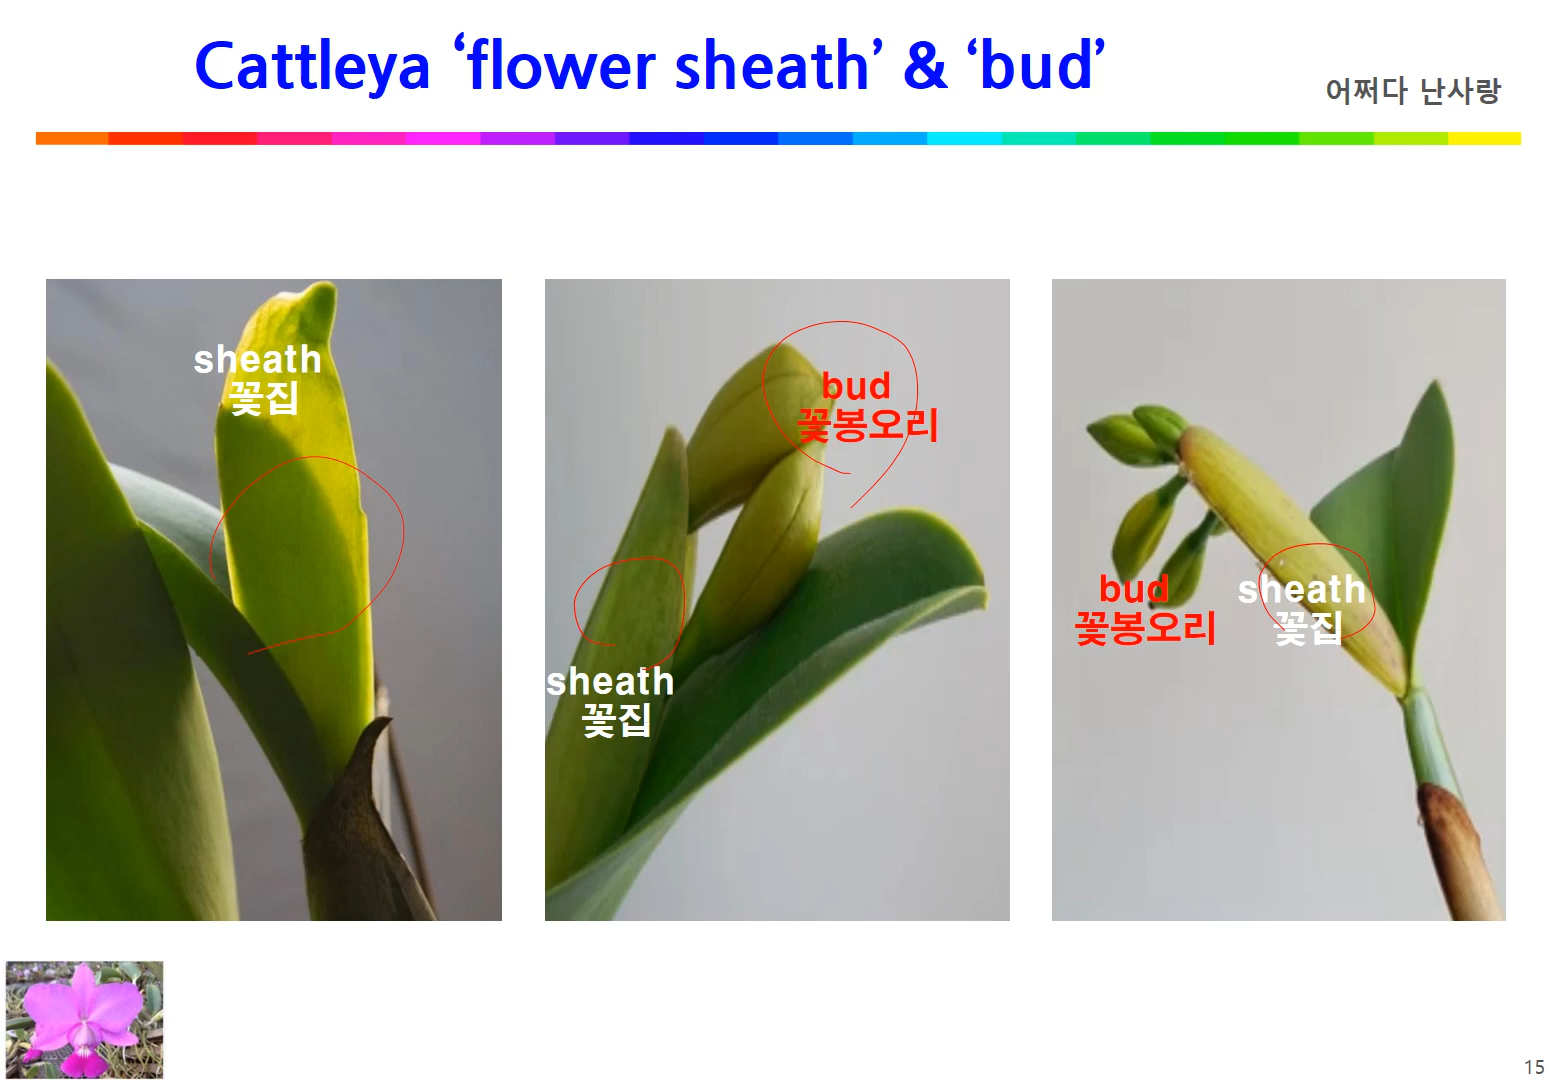 Cattleya ‘flower sheath’ & ‘bud’
어쩌다 난사랑
sheath
꽃집
bud
꽃봉오리
sheath
꽃집
bud
꽃봉오리
sheath
꽃집
15